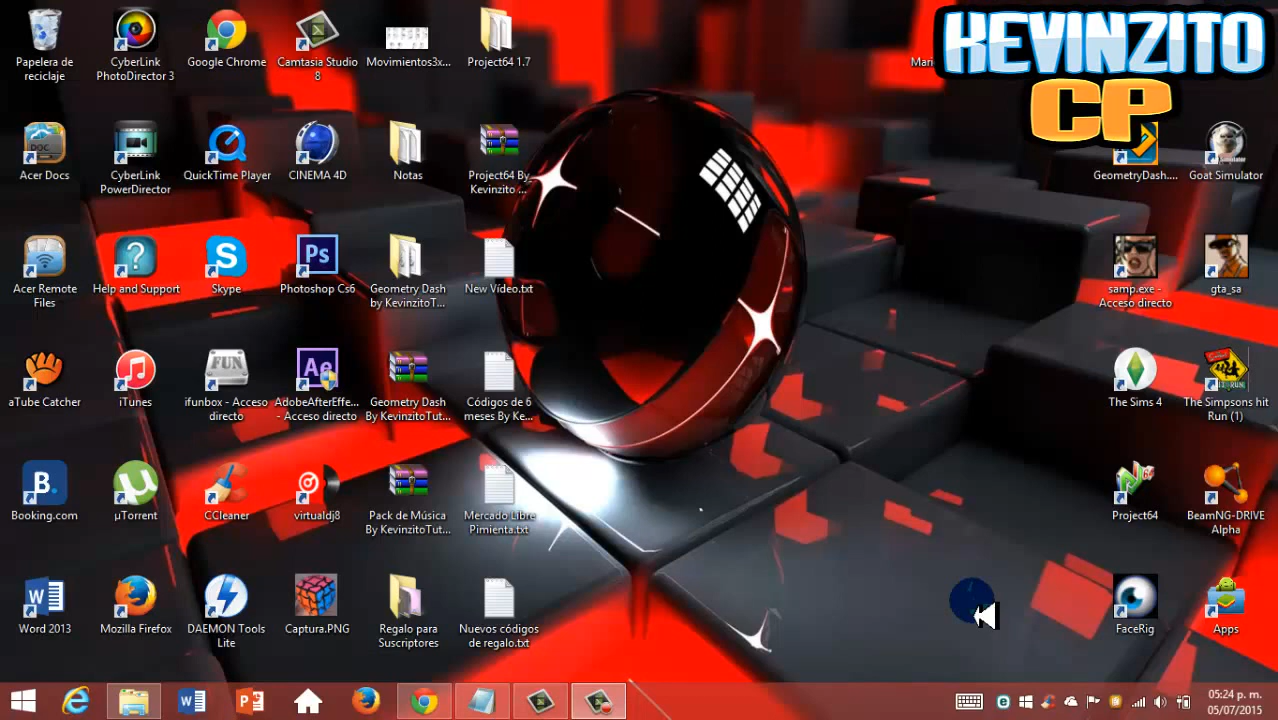 KEVINZITO
CP
Papelera de
reciclaje
CyberLink
PhotoDirector 3
Google Chrome
Camtasia Studio
8
Movimientos3x...
Project64 1.7
Acer Docs
CyberLink
PowerDirector
QuickTime Player
CINEMA 4D
Notas
Project64 By
Kevinzito ...
GeometryDash....
Goat Simulator
Acer Remote
Files
Help and Support
Skype
Photoshop Cs6
Geometry Dash
by KevinzitoT...
New Vídeo.txt
samp.exe -
Acceso directo
gta_sa
aTube Catcher
iTunes
ifunbox - Acceso
directo
AdobeAfterEffe...
- Acceso directo
Geometry Dash
By KevinzitoTut...
Códigos de 6
meses By Ke...
The Sims 4
The Simpsons hit
Run (1)
Booking.com
µTorrent
CCleaner
virtualdj8
Pack de Música
By KevinzitoTut...
Mercado Libre
Pimienta.txt
Project64
BeamNG-DRIVE
Alpha
Word 2013
Mozilla Firefox
DAEMON Tools
Lite
Captura.PNG
Regalo para
Suscriptores
Nuevos códigos
de regalo.txt
FaceRig
Apps
05:24 p. m.
05/07/2015